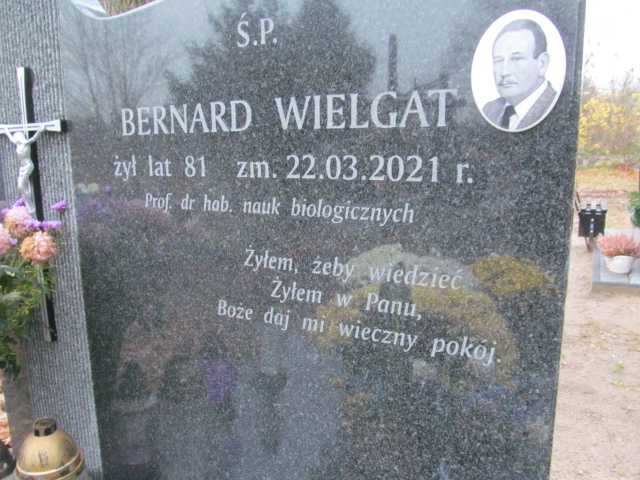 Ś.P.
BERNARD WIELGAT
żył lat 81 zm. 22.03.2021 r.
Prof. dr hab. nauk biologicznych
Żyłem, żeby wiedzieć
Żyłem w Panu,
Boże daj mi wieczny pokój.